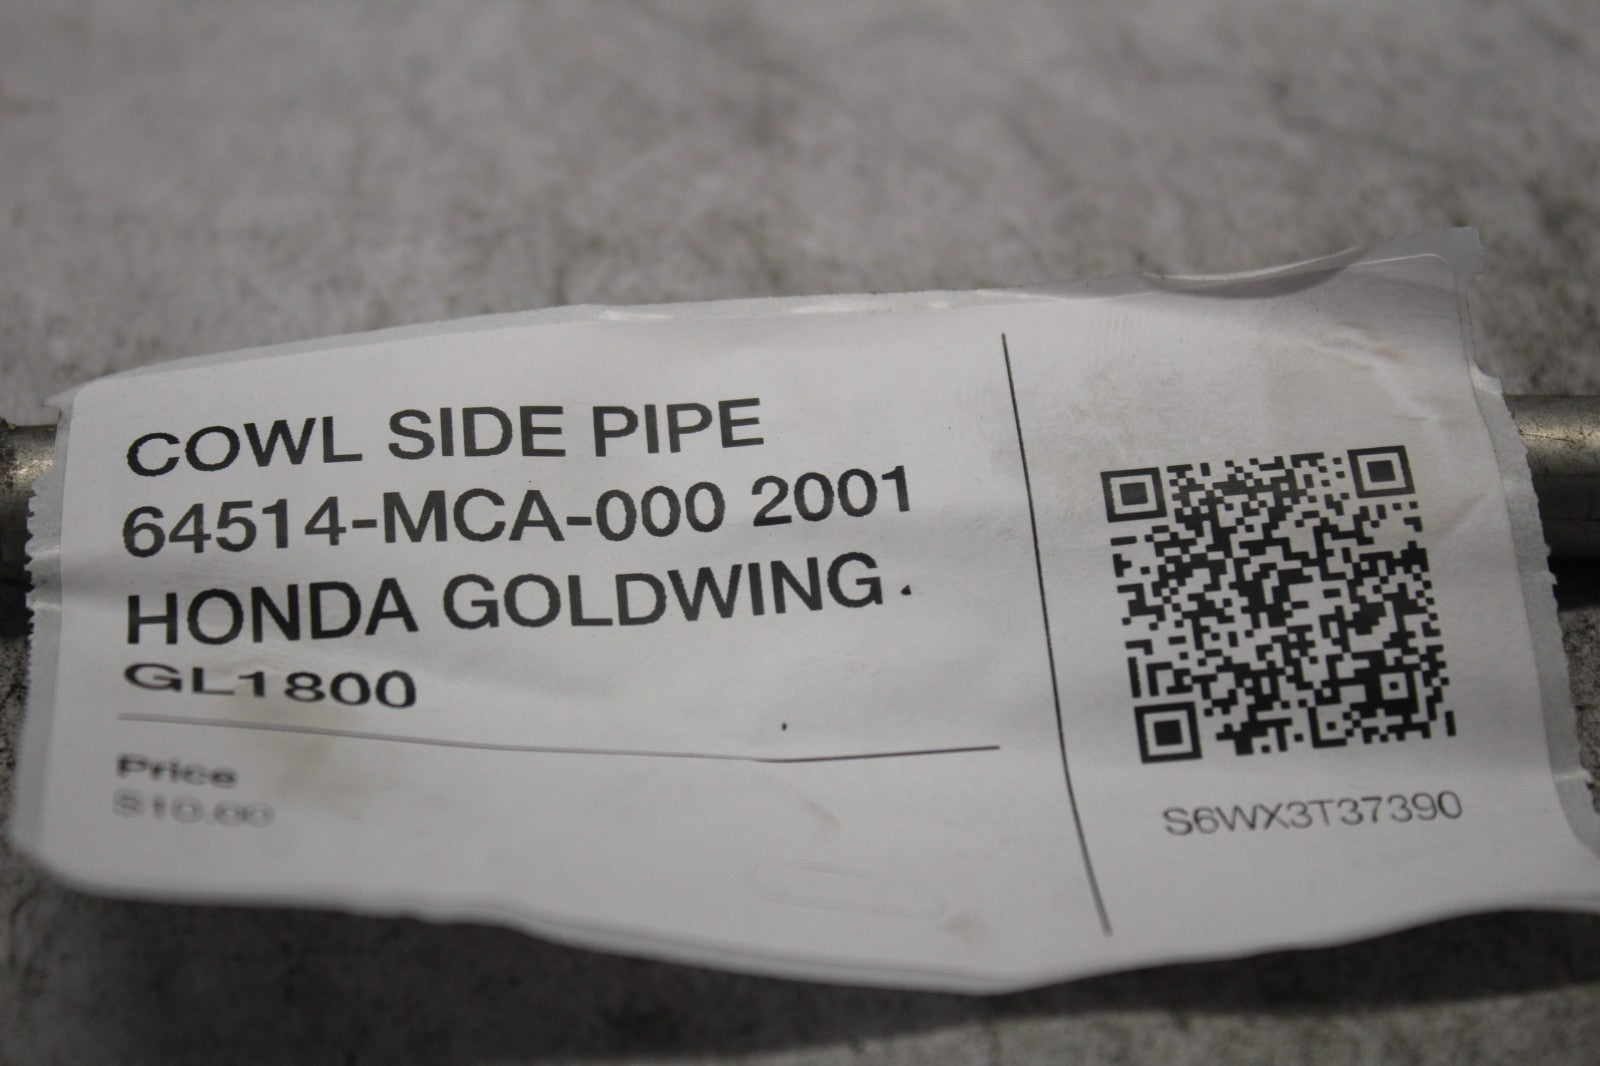 COWL SIDE PIPE
64514-MCA-000 2001
HONDA GOLDWING
GL1800
Price
$10.00
S6WX3T37390